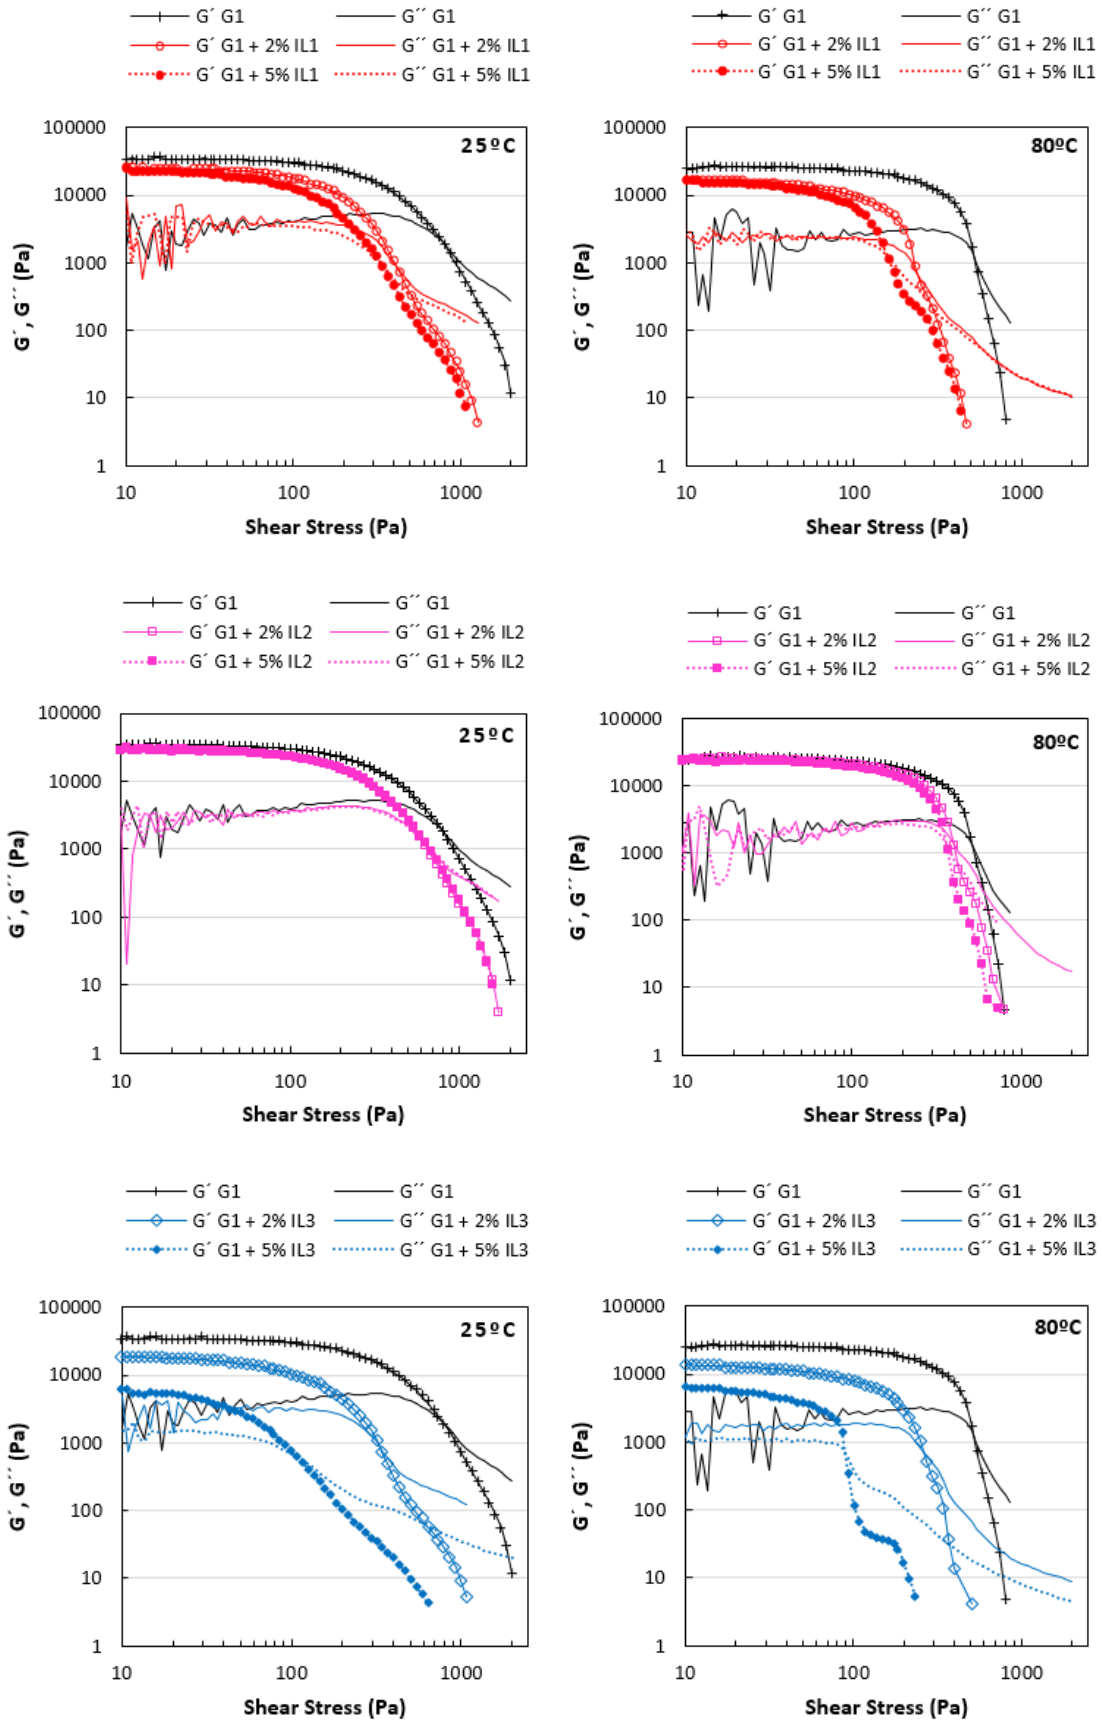 G´ G1 G´´ G1
G´ G1 + 2% IL1 G´´ G1 + 2% IL1
G´ G1 + 5% IL1 G´´ G1 + 5% IL1
G´ G1 G´´ G1
G´ G1 + 2% IL1 G´´ G1 + 2% IL1
G´ G1 + 5% IL1 G´´ G1 + 5% IL1
25ºC
G´, G´´ (Pa)
100000
10000
1000
100
10
1
10 100 1000
Shear Stress (Pa)
80ºC
G´, G´´ (Pa)
100000
10000
1000
100
10
1
10 100 1000
Shear Stress (Pa)
G´ G1 G´´ G1
G´ G1 + 2% IL2 G´´ G1 + 2% IL2
G´ G1 + 5% IL2 G´´ G1 + 5% IL2
G´ G1 G´´ G1
G´ G1 + 2% IL2 G´´ G1 + 2% IL2
G´ G1 + 5% IL2 G´´ G1 + 5% IL2
25ºC
G´, G´´ (Pa)
100000
10000
1000
100
10
1
10 100 1000
Shear Stress (Pa)
80ºC
G´, G´´ (Pa)
100000
10000
1000
100
10
1
10 100 1000
Shear Stress (Pa)
G´ G1 G´´ G1
G´ G1 + 2% IL3 G´´ G1 + 2% IL3
G´ G1 + 5% IL3 G´´ G1 + 5% IL3
G´ G1 G´´ G1
G´ G1 + 2% IL3 G´´ G1 + 2% IL3
G´ G1 + 5% IL3 G´´ G1 + 5% IL3
25ºC
G´, G´´ (Pa)
100000
10000
1000
100
10
1
10 100 1000
Shear Stress (Pa)
80ºC
G´, G´´ (Pa)
100000
10000
1000
100
10
1
10 100 1000
Shear Stress (Pa)